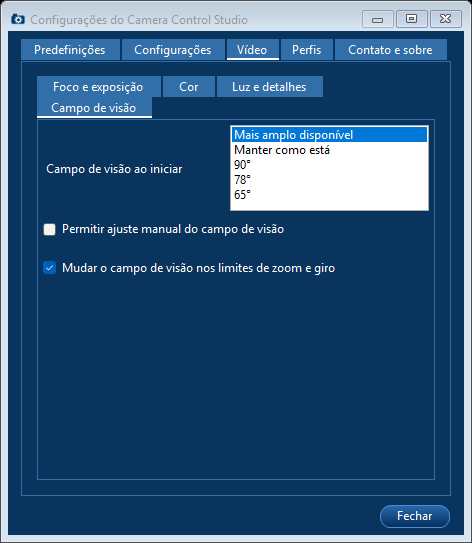 Configurações do Camera Control Studio
Predefinições Configurações Vídeo Perfis Contato e sobre
Foco e exposição Cor Luz e detalhes
Campo de visão
Campo de visão ao iniciar
Mais amplo disponível
Manter como está
90°
78°
65°
Permitir ajuste manual do campo de visão
Mudar o campo de visão nos limites de zoom e giro
Fechar